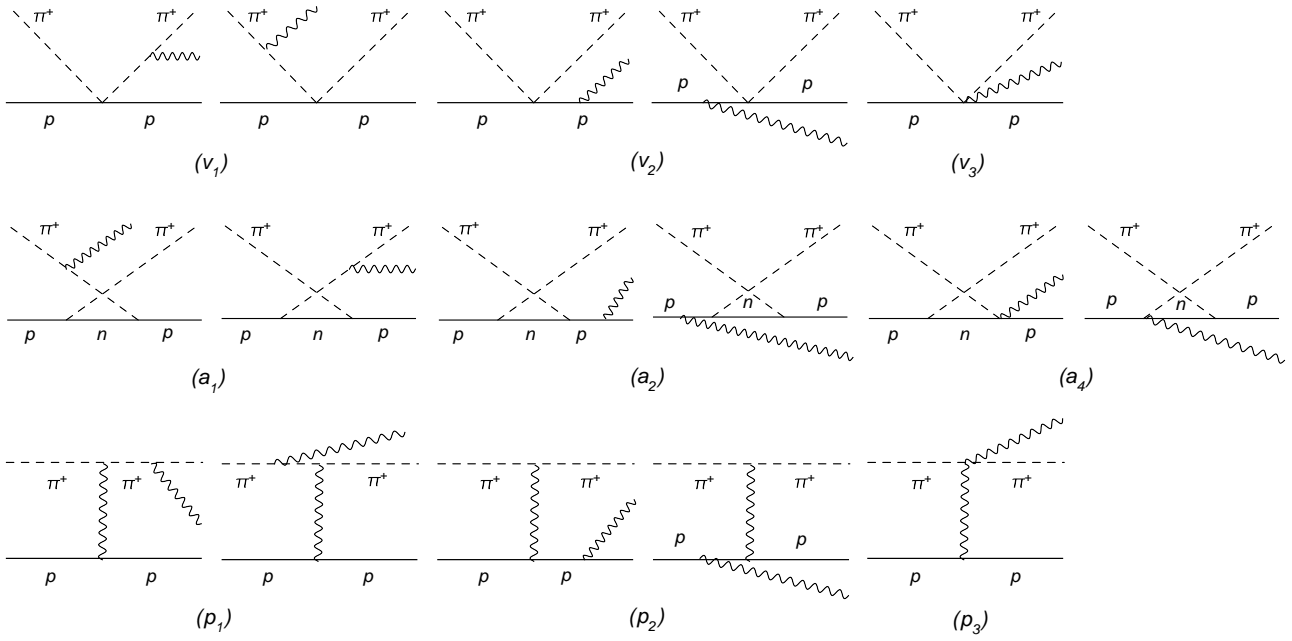 π+ π+ π+ π+ π+ π+ π+ π+ π+ π+
p p
p p p p p p p p
(v1) (v2) (v3)
π+ π+ π+ π+ π+ π+ π+ π+ π+ π+ π+ π+
p n p p n p
p n p p n p p n p p n p
(a1) (a2) (a4)
π+ π+ π+ π+ π+ π+ π+ π+ π+ π+
p p
p p p p p p p p
(p1) (p2) (p3)